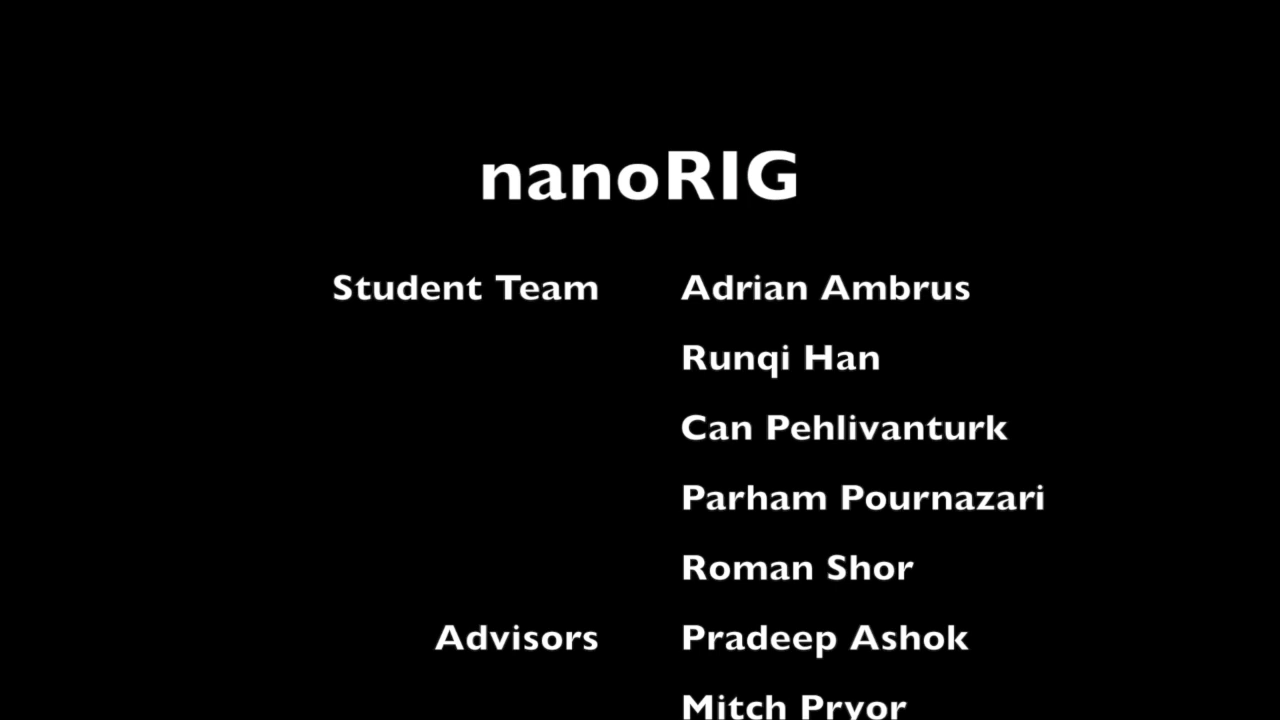 nanoRIG
Student Team Adrian Ambrus
Runqi Han
Can Pehlivanturk
Parham Pournazari
Roman Shor
Advisors Pradeep Ashok
Mitch Pryor